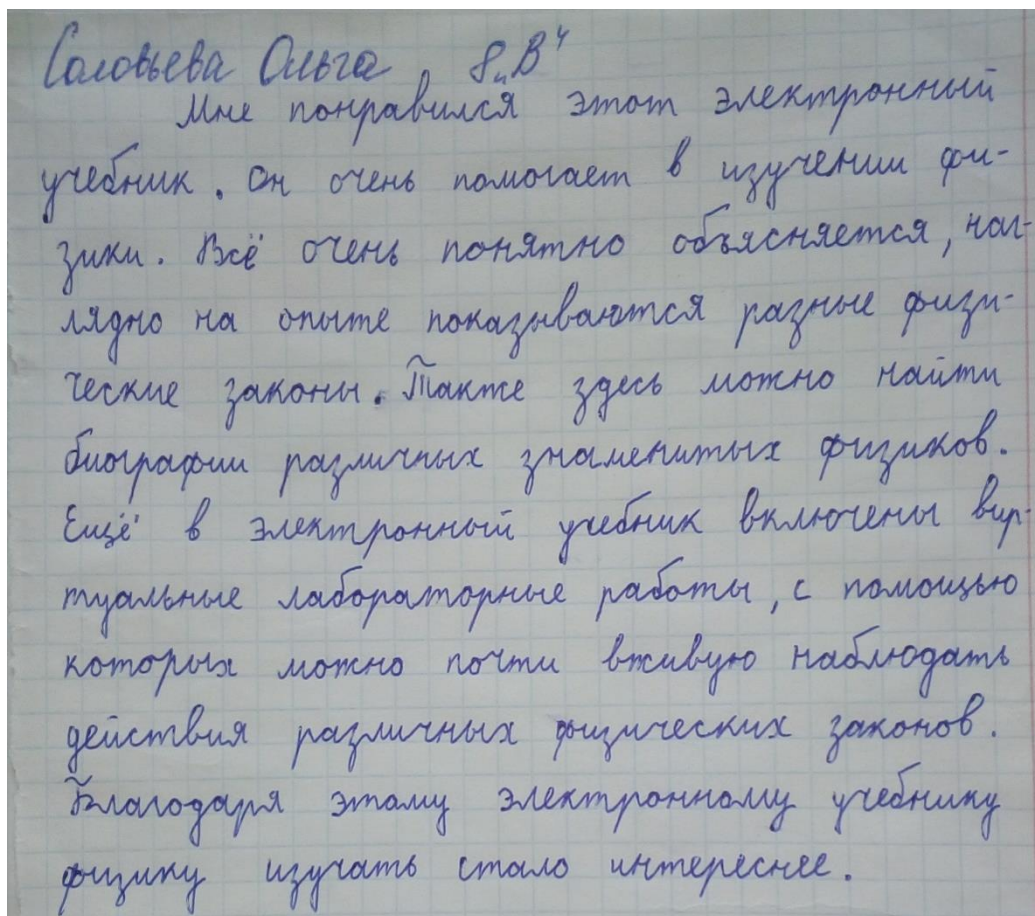 Соловьева Ольга, 8„В"
Мне понравился этот электронный
учебник. Он очень помогает в изучении фи-
зики. Всё очень понятно объясняется, наг-
лядно на опыте показываются разные физи-
ческие законы. Также здесь можно найти
биографии различных знаменитых физиков.
Ещё в электронный учебник включены вир-
туальные лабораторные работы, с помощью
которых можно почти вживую наблюдать
действия различных физических законов.
Благодаря этому электронному учебнику
физику изучать стало интереснее.